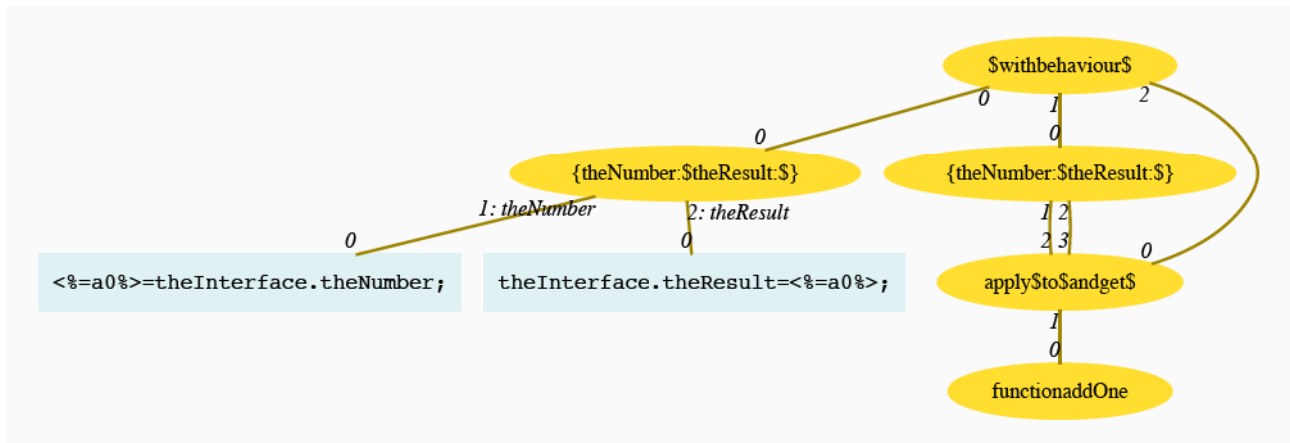 $withbehaviour$
0
1
2
0
0
{theNumber:$theResult:$}
{theNumber:$theResult:$}
1: theNumber
2: theResult
1 2
0
0
2 3
0
<%=a0%>=theInterface.theNumber;
theInterface.theResult=<%=a0%>;
apply$to$andget$
1
0
functionaddOne